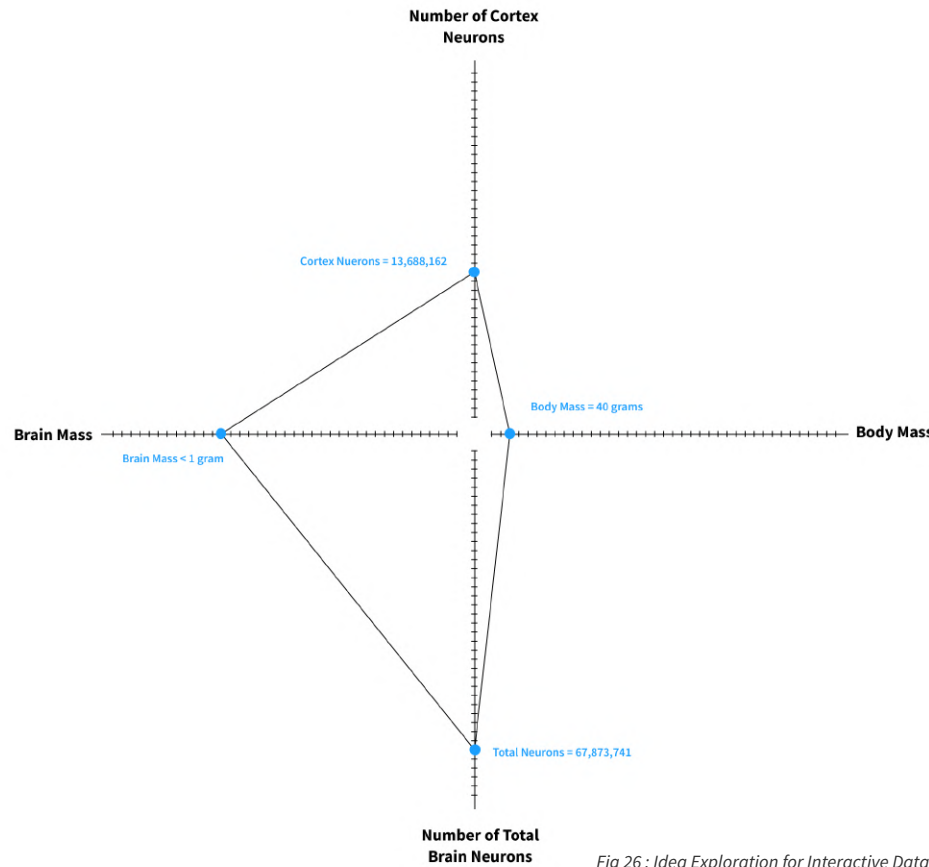 Number of Cortex
Neurons
Cortex Nuerons = 13,688,162
Body Mass = 40 grams
Brain Mass
Body Mass
Brain Mass < 1 gram
Total Neurons = 67,873,741
Number of Total
Brain Neurons
Fig 26 : Idea Exploration for Interactive Data